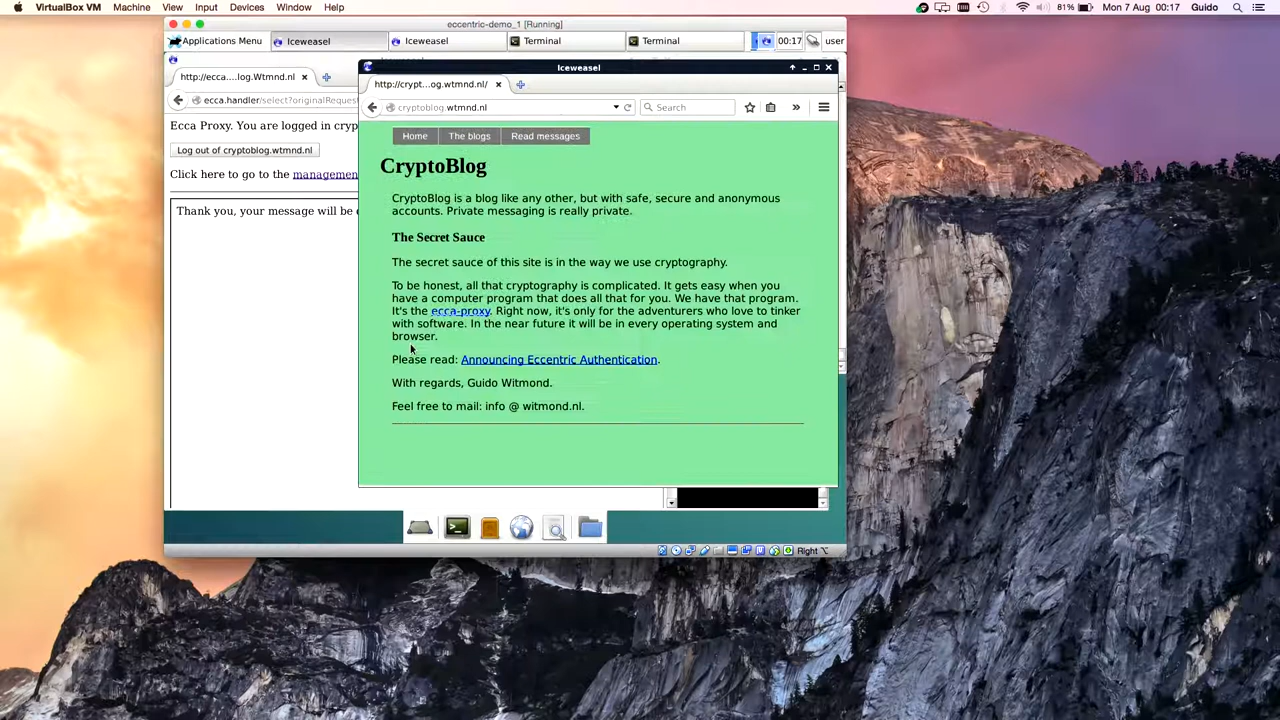 VirtualBox VM File Machine View Input Devices Window Help 81% Mon 7 Aug 00:17 Guido
eccentric-demo_1 [Running]
Applications Menu Iceweasel Iceweasel Terminal Terminal 00:17 user
Iceweasel
http://ecca....log.Wtmnd.nl
http://crypt...og.wtmnd.nl/
ecca.handler/select?originalReques
cryptoblog.wtmnd.nl Search
Ecca Proxy. You are logged in cryp
Log out of cryptoblog.wtmnd.nl
Click here to go to the managemen
Thank you, your message will be
Home The blogs Read messages
CryptoBlog
CryptoBlog is a blog like any other, but with safe, secure and anonymous
accounts. Private messaging is really private.
The Secret Sauce
The secret sauce of this site is in the way we use cryptography.
To be honest, all that cryptography is complicated. It gets easy when you
have a computer program that does all that for you. We have that program.
It's the ecca-proxy. Right now, it's only for the adventurers who love to tinker
with software. In the near future it will be in every operating system and
browser.
Please read: Announcing Eccentric Authentication.
With regards, Guido Witmond.
Feel free to mail: info @ witmond.nl.
Right